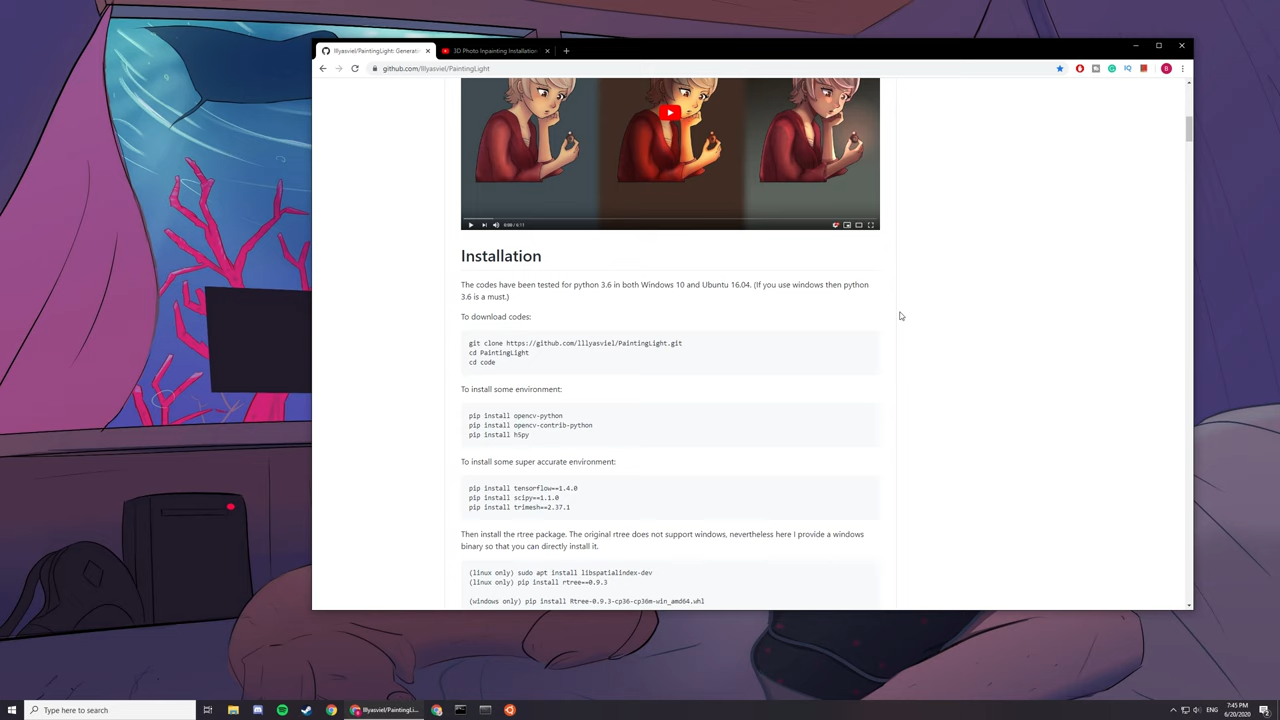 lllyasviel/PaintingLight: Generati
3D Photo Inpainting Installation
github.com/lllyasviel/PaintingLight
0:00 / 6:11
Installation
The codes have been tested for python 3.6 in both Windows 10 and Ubuntu 16.04. (If you use windows then python
3.6 is a must.)
To download codes:
git clone https://github.com/lllyasviel/PaintingLight.git
cd PaintingLight
cd code
To install some environment:
pip install opencv-python
pip install opencv-contrib-python
pip install h5py
To install some super accurate environment:
pip install tensorflow==1.4.0
pip install scipy==1.1.0
pip install trimesh==2.37.1
Then install the rtree package. The original rtree does not support windows, nevertheless here I provide a windows
binary so that you can directly install it.
(linux only) sudo apt install libspatialindex-dev
(linux only) pip install rtree==0.9.3
(windows only) pip install Rtree-0.9.3-cp36-cp36m-win_amd64.whl
Type here to search
lllyasviel/PaintingLi...
ENG
7:45 PM
6/20/2020